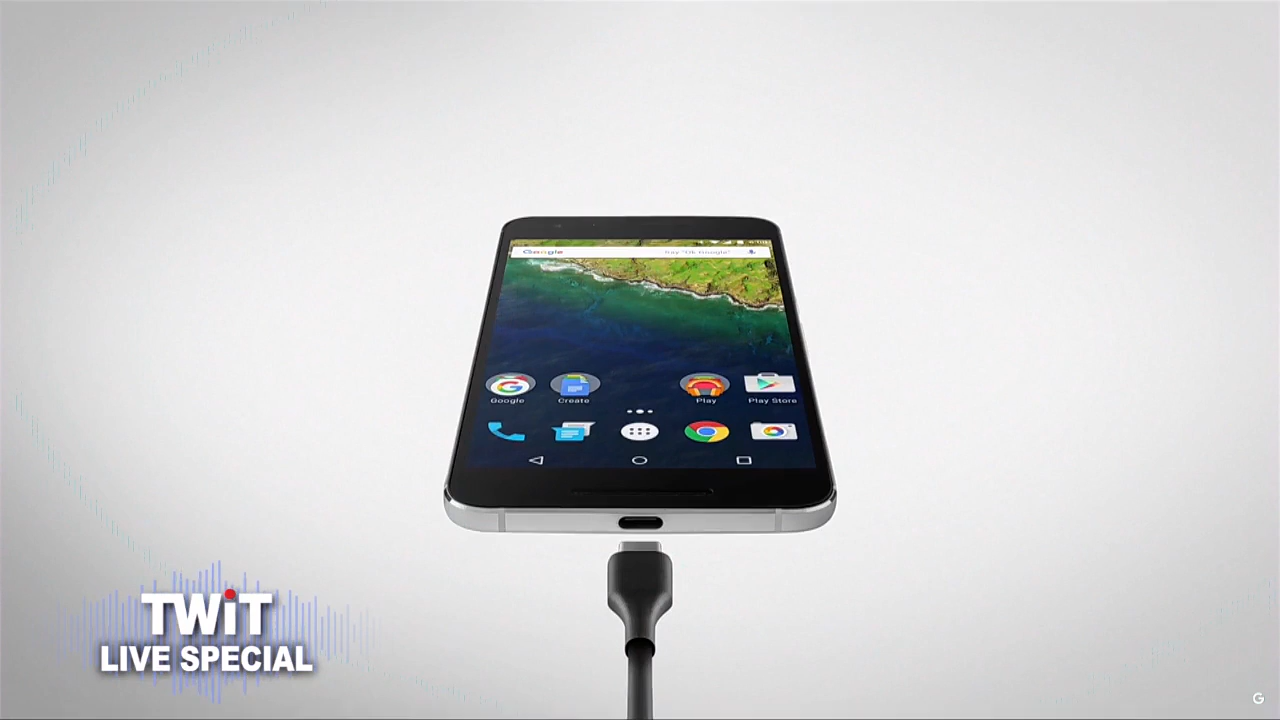 Google Say "Ok Google"
Google Create Play Play Store
TWiT
LIVE SPECIAL
G